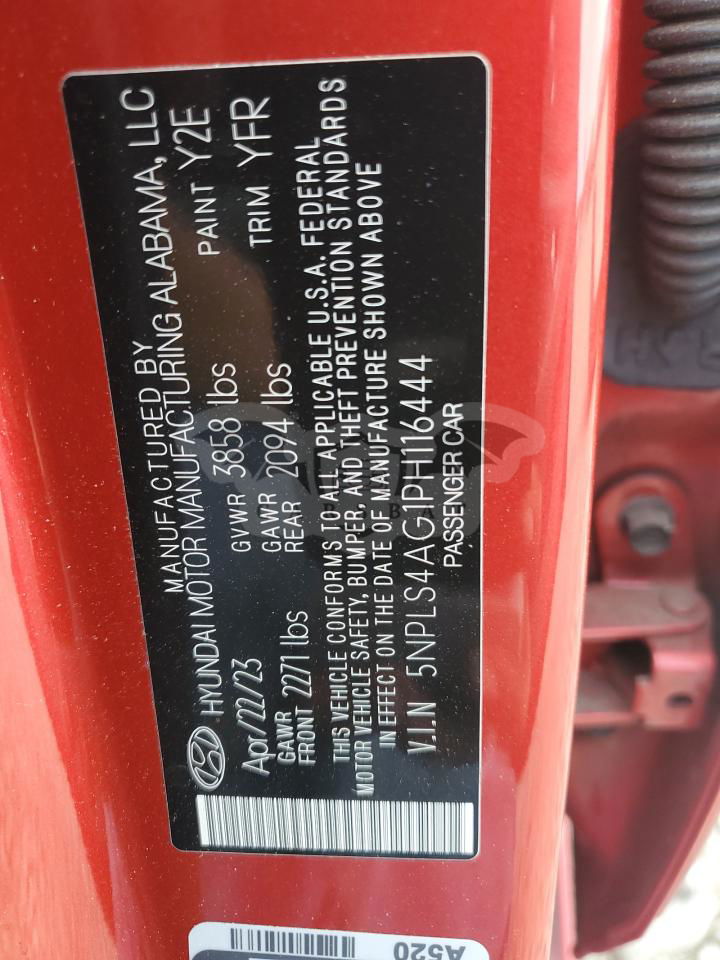 MANUFACTURED BY
HYUNDAI MOTOR MANUFACTURING ALABAMA, LLC
Apr/22/23 GVWR 3858 lbs PAINT Y2E
GAWR FRONT 2271 lbs GAWR REAR 2094 lbs TRIM YFR
THIS VEHICLE CONFORMS TO ALL APPLICABLE U.S.A. FEDERAL
MOTOR VEHICLE SAFETY, BUMPER, AND THEFT PREVENTION STANDARDS
IN EFFECT ON THE DATE OF MANUFACTURE SHOWN ABOVE
V.I.N 5NPLS4AG1PH116444
PASSENGER CAR
A520